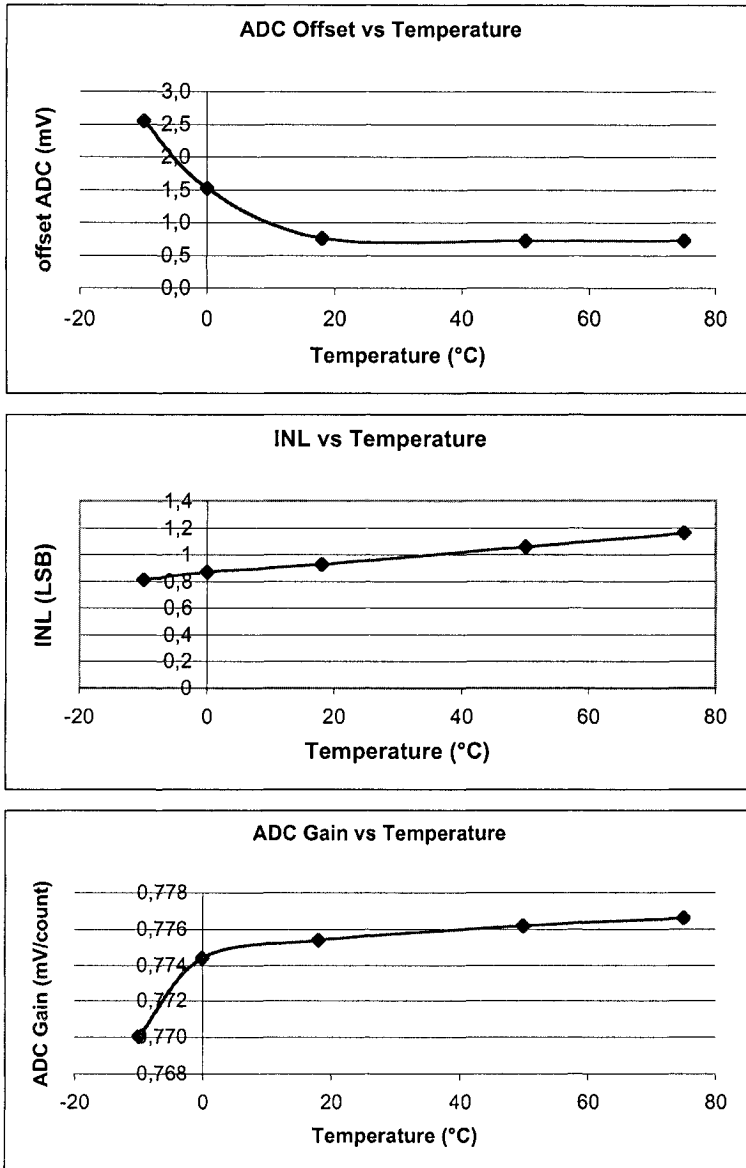 ADC Offset vs Temperature
offset ADC (mV)
3,0
2,5
2,0
1,5
1,0
0,5
0,0
-20 0 20 40 60 80
Temperature (°C)
INL vs Temperature
INL (LSB)
1,4
1,2
1
0,8
0,6
0,4
0,2
0
-20 0 20 40 60 80
Temperature (°C)
ADC Gain vs Temperature
ADC Gain (mV/count)
0,778
0,776
0,774
0,772
0,770
0,768
-20 0 20 40 60 80
Temperature (°C)